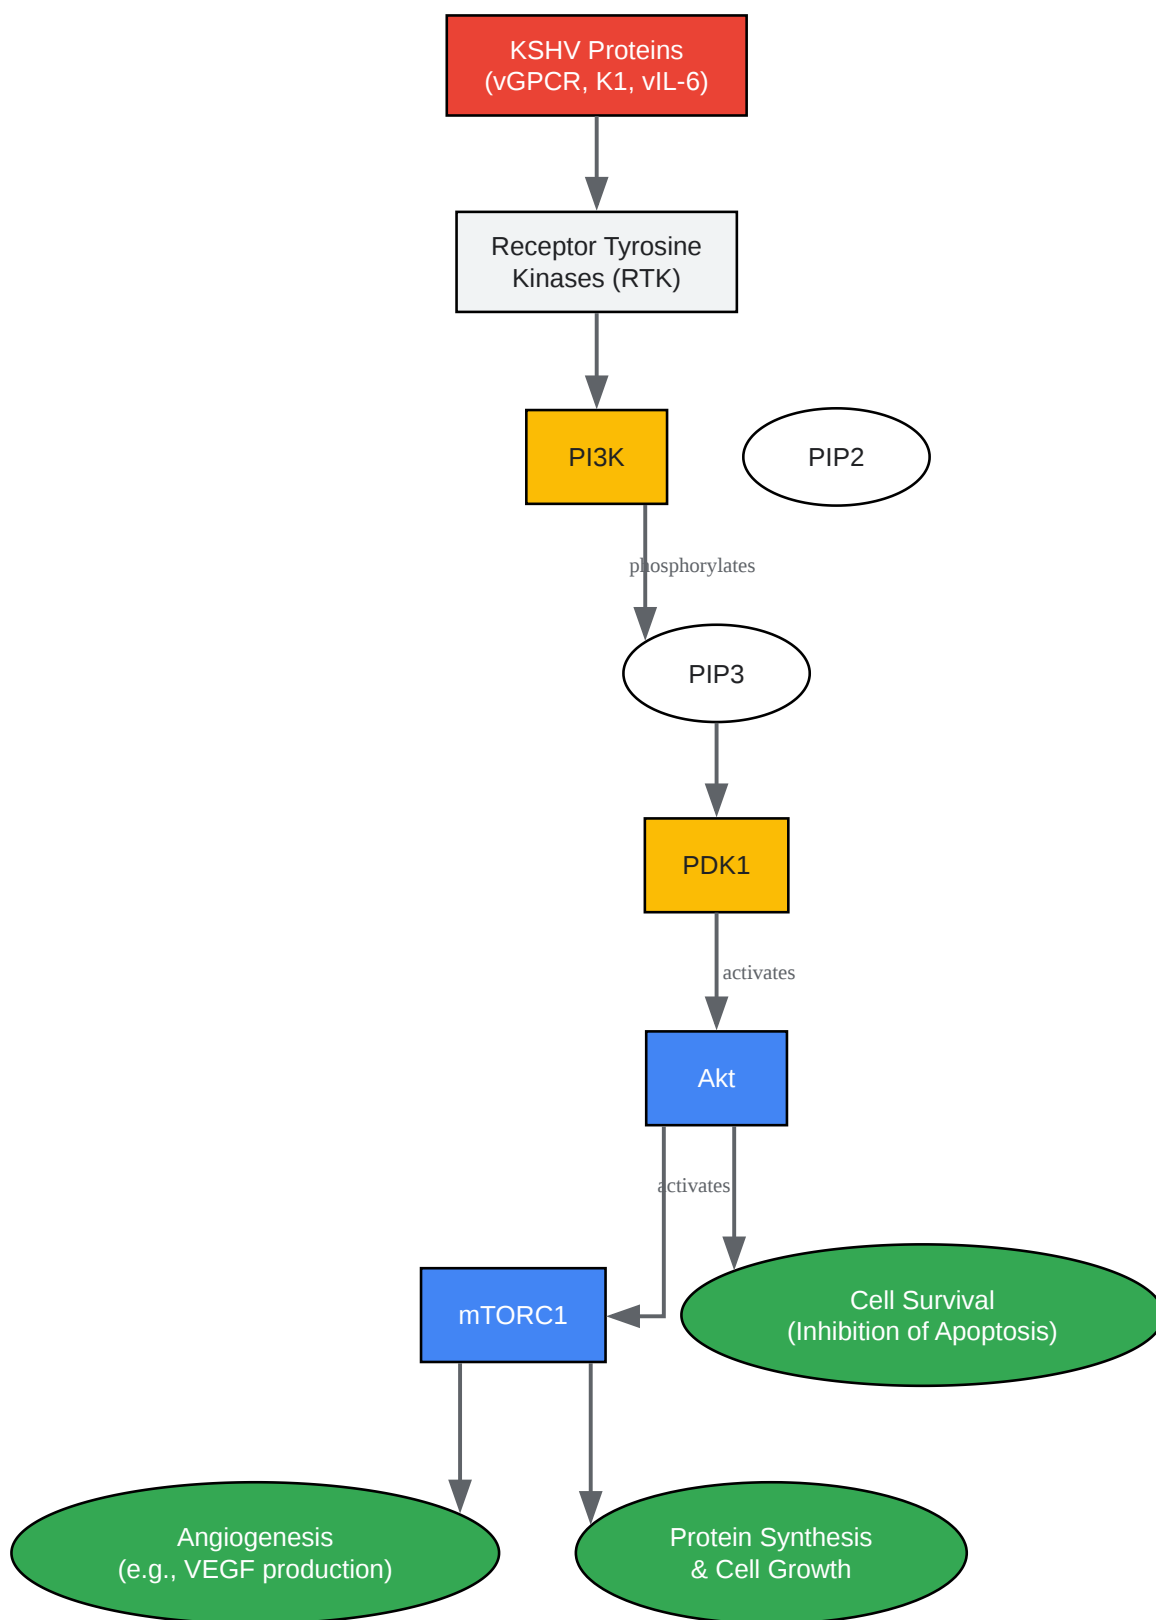 KSHV Proteins
(vGPCR, K1, vIL-6)
Receptor Tyrosine
Kinases (RTK)
PI3K
PIP2
phosphorylates
PIP3
PDK1
activates
Akt
activates
Cell Survival
(Inhibition of Apoptosis)
mTORC1
Angiogenesis
(e.g., VEGF production)
Protein Synthesis
& Cell Growth